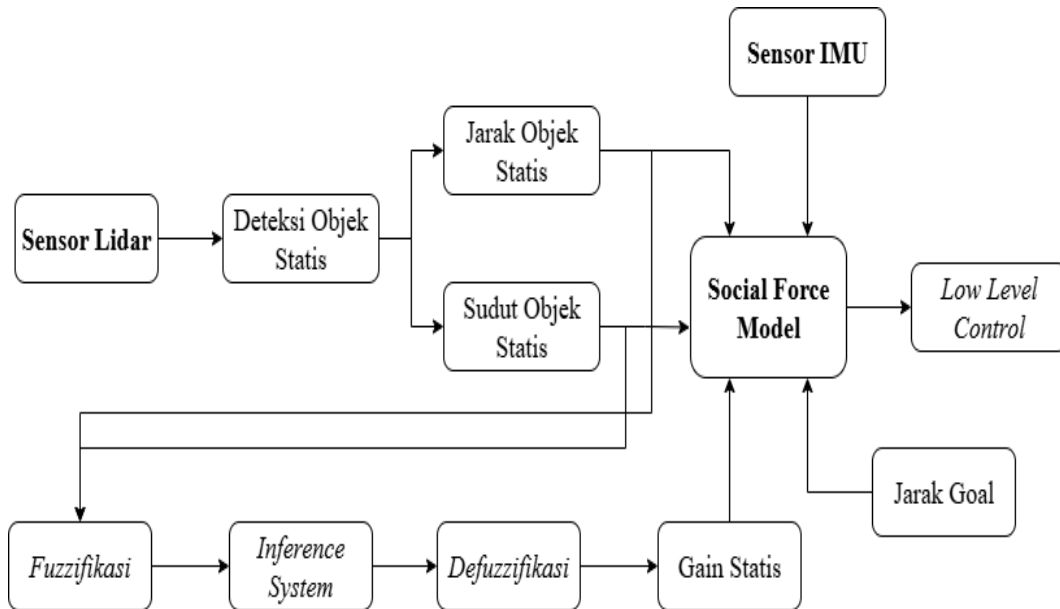 Sensor IMU
Jarak Objek
Statis
Sensor Lidar
Deteksi Objek
Statis
Sudut Objek
Statis
Social Force
Model
Low Level
Control
Jarak Goal
Fuzzifikasi
Inference
System
Defuzzifikasi
Gain Statis